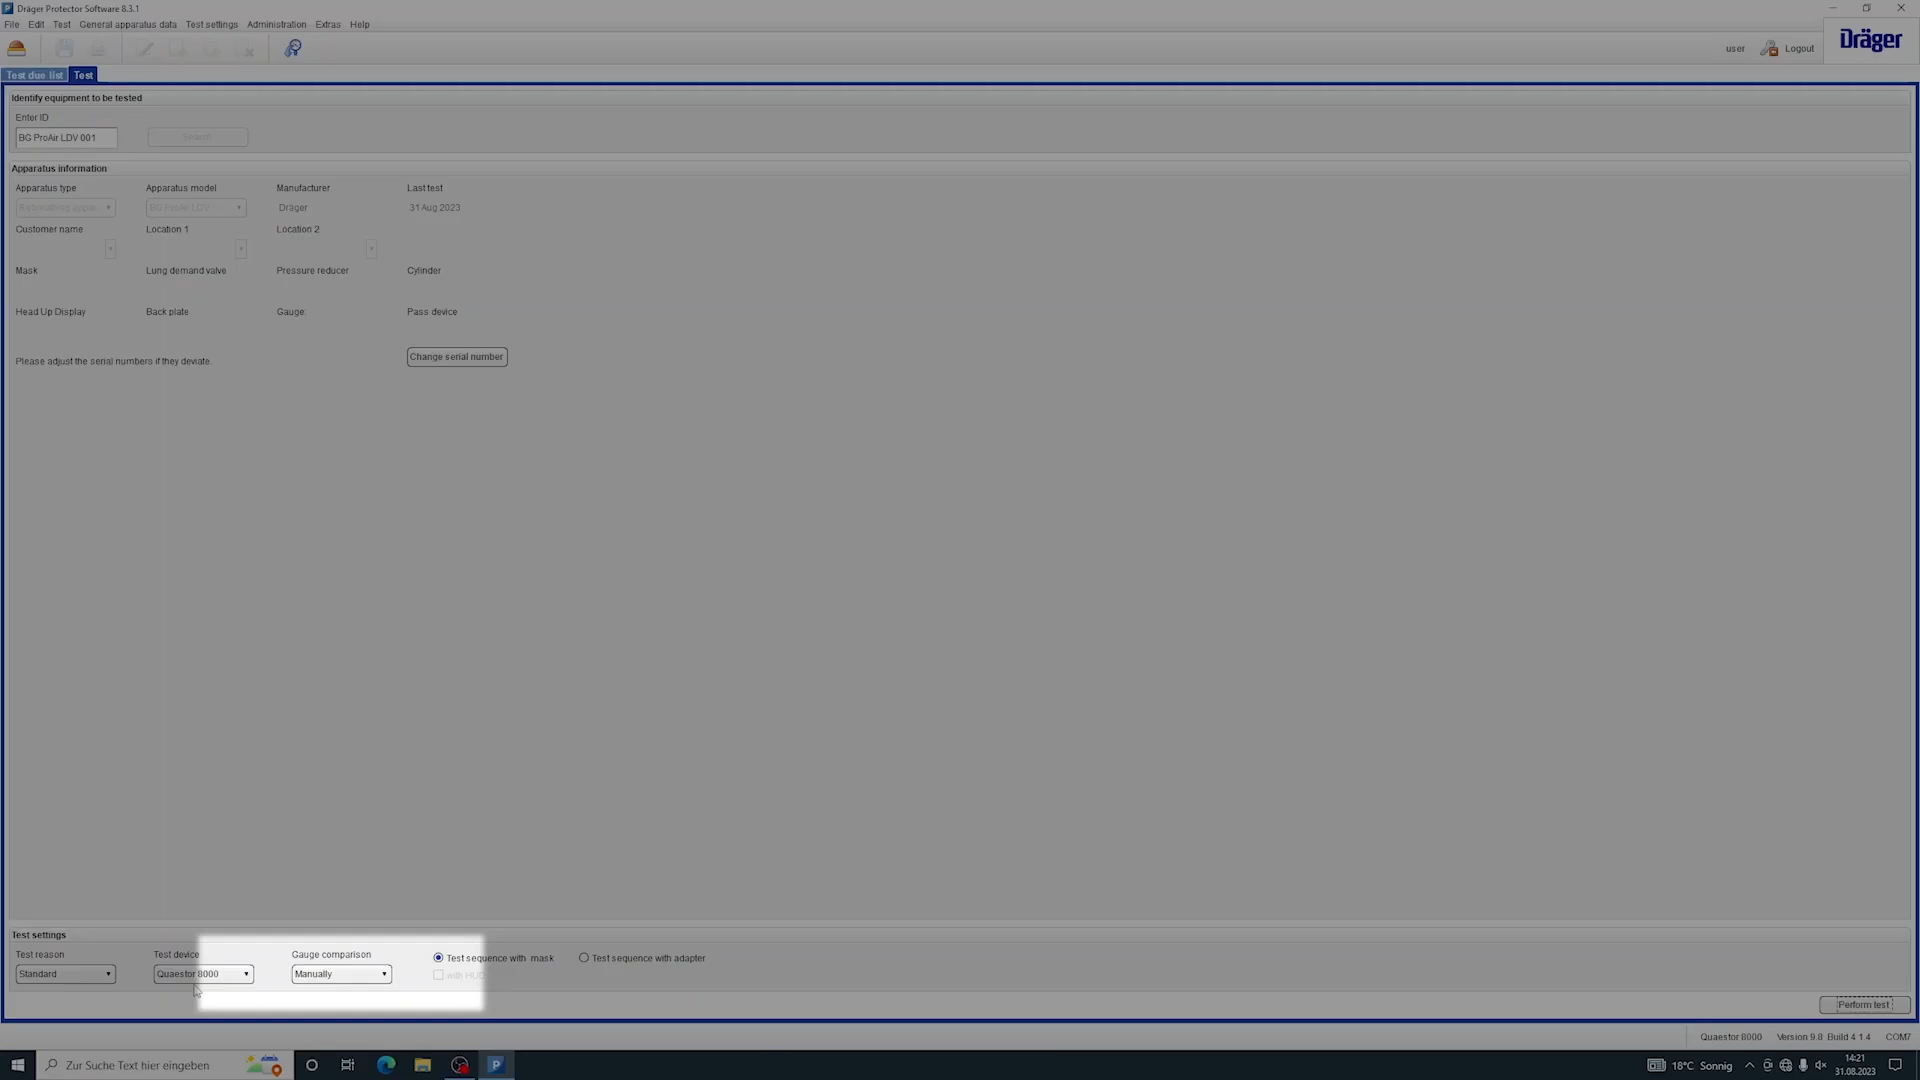 Dräger Protector Software 8.3.1
File Edit Test General apparatus data Test settings Administration Extras Help
user Logout
Dräger
Test due list Test
Identify equipment to be tested
Enter ID
BG ProAir LDV 001 Search
Apparatus information
Apparatus type Apparatus model Manufacturer Last test
BG ProAir LDV Dräger 31 Aug 2023
Customer name Location 1 Location 2
Mask Lung demand valve Pressure reducer Cylinder
Head Up Display Back plate Gauge: Pass device
Please adjust the serial numbers if they deviate. Change serial number
Test settings
Test reason Test device Gauge comparison Test sequence with mask Test sequence with adapter
Standard Quaestor 8000 Manually with HUD
Perform test
Quaestor 8000 Version 9.8 Build 4.1.4 COM7
Zur Suche Text hier eingeben 18°C Sonnig 14:21
31.08.2023